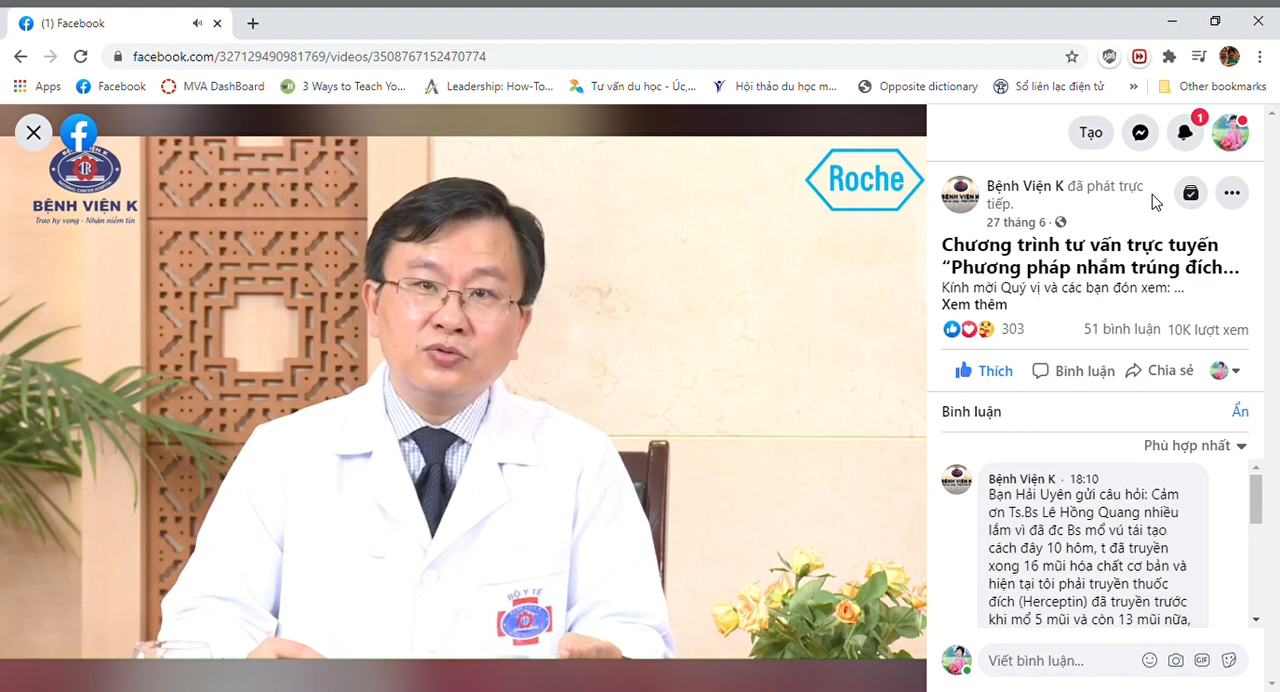 (1) Facebook
facebook.com/327129490981769/videos/3508767152470774
Apps
Facebook
MVA DashBoard
3 Ways to Teach Yo...
Leadership: How-To...
Tư vấn du học - Úc,...
Hội thảo du học m...
Opposite dictionary
Sổ liên lạc điện tử
»
Other bookmarks
BỆNH VIỆN K
NATIONAL CANCER HOSPITAL
BỆNH VIỆN K
Trao hy vọng - Nhận niềm tin
Roche
BỘ Y TẾ
Tạo
1
Bệnh Viện K đã phát trực
tiếp.
27 tháng 6 ·
Chương trình tư vấn trực tuyến
“Phương pháp nhắm trúng đích...
Kính mời Quý vị và các bạn đón xem: ...
Xem thêm
303
51 bình luận
10K lượt xem
Thích
Bình luận
Chia sẻ
Bình luận
Ẩn
Phù hợp nhất
Bệnh Viện K · 18:10
Bạn Hải Uyên gửi câu hỏi: Cảm
ơn Ts.Bs Lê Hồng Quang nhiều
lắm vì đã đc Bs mổ vú tái tạo
cách đây 10 hôm, t đã truyền
xong 16 mũi hóa chất cơ bản và
hiện tại tôi phải truyền thuốc
đích (Herceptin) đã truyền trước
khi mổ 5 mũi và còn 13 mũi nữa,
Viết bình luận...
GIF